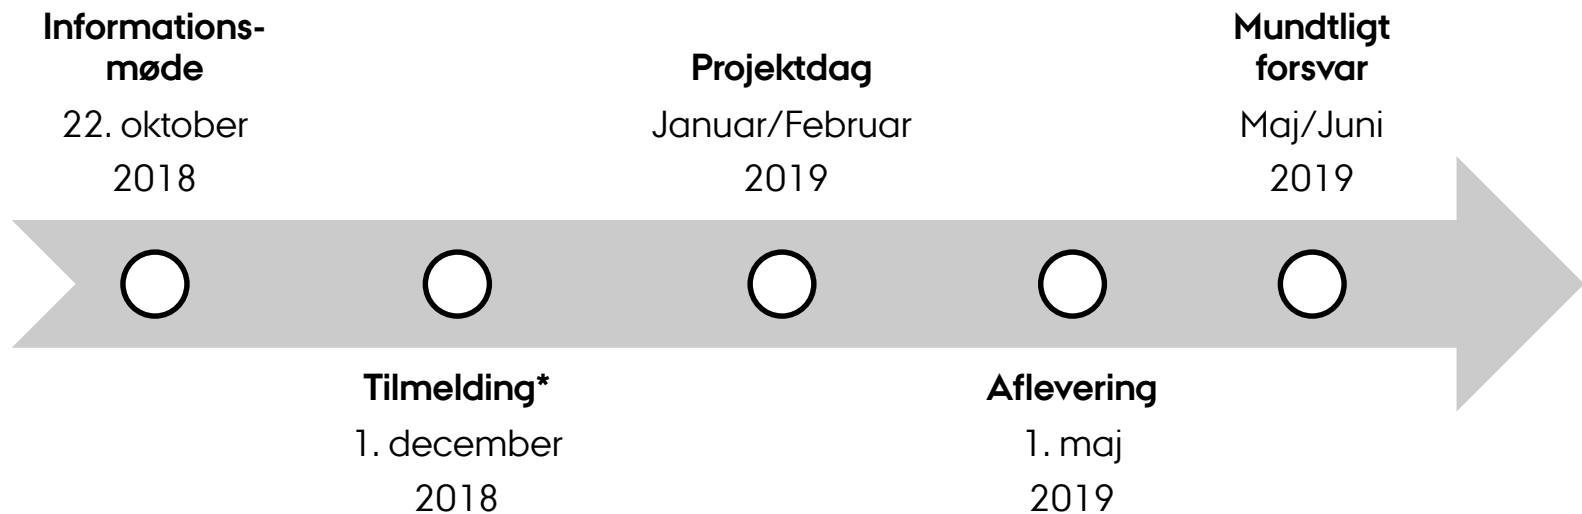 Informations-
møde
22. oktober
2018
Tilmelding*
1. december
2018
Projektdag
Januar/Februar
2019
Aflevering
1. maj
2019
Mundtligt
forsvar
Maj/Juni
2019